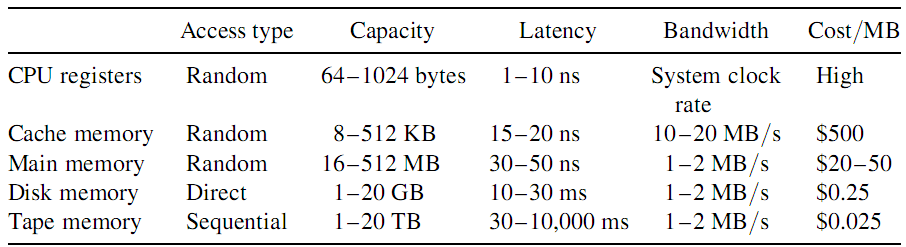 Access type Capacity Latency Bandwidth Cost/MB
CPU registers Random 64–1024 bytes 1–10 ns System clock rate High
Cache memory Random 8–512 KB 15–20 ns 10–20 MB/s $500
Main memory Random 16–512 MB 30–50 ns 1–2 MB/s $20–50
Disk memory Direct 1–20 GB 10–30 ms 1–2 MB/s $0.25
Tape memory Sequential 1–20 TB 30–10,000 ms 1–2 MB/s $0.025